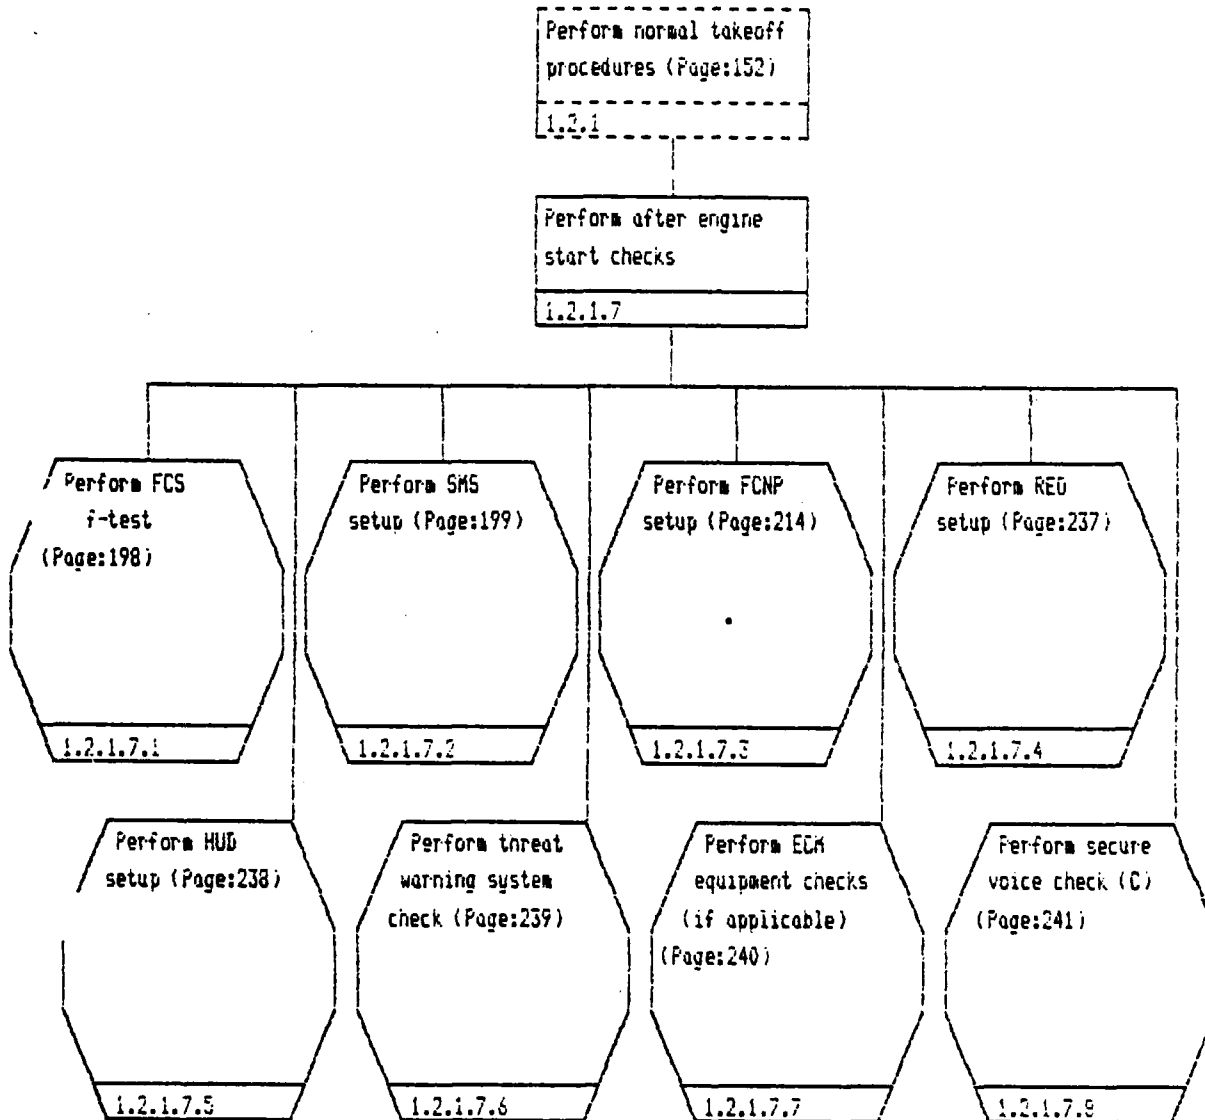 Perform normal takeoff
procedures (Page:152)
1.2.1
Perform after engine
start checks
1.2.1.7
Perform FCS
f-test
(Page:198)
1.2.1.7.1
Perform SMS
setup (Page:199)
1.2.1.7.2
Perform FCNP
setup (Page:214)
1.2.1.7.3
Perform REO
setup (Page:237)
1.2.1.7.4
Perform HUD
setup (Page:238)
1.2.1.7.5
Perform threat
warning system
check (Page:239)
1.2.1.7.6
Perform ECM
equipment checks
(if applicable)
(Page:240)
1.2.1.7.7
Perform secure
voice check (C)
(Page:241)
1.2.1.7.8